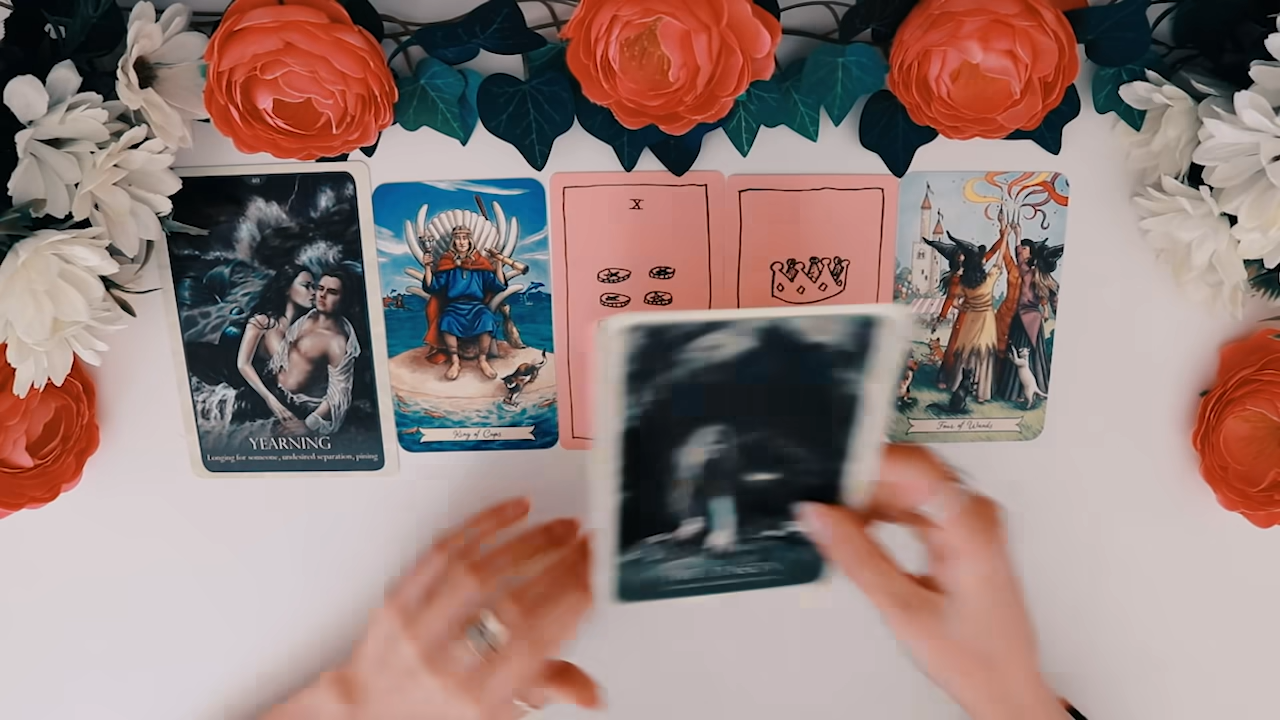 YEARNING
Longing for someone, undesired separation, pining
King of Cups
X
Four of Wands